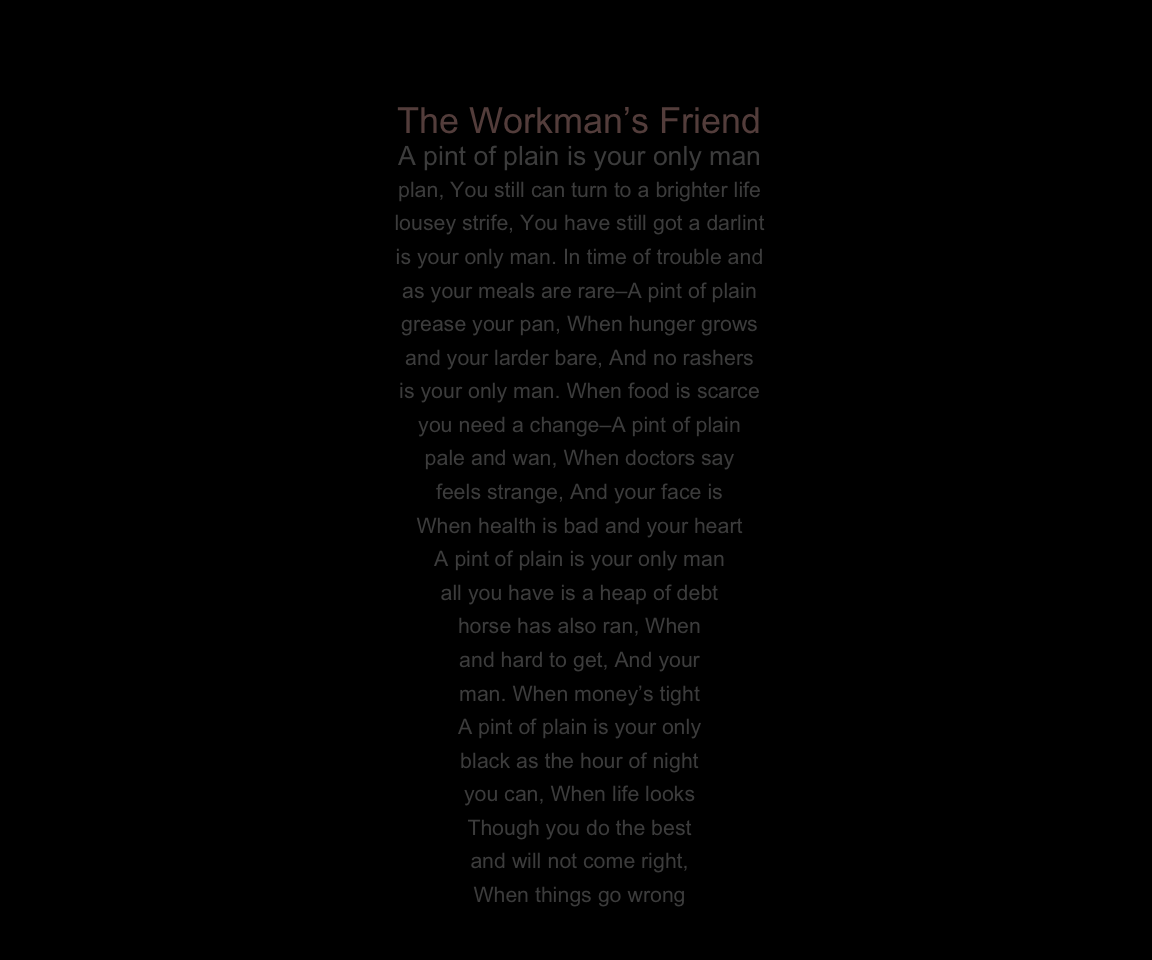 The Workman’s Friend
A pint of plain is your only man
plan, You still can turn to a brighter life
lousey strife, You have still got a darlint
is your only man. In time of trouble and
as your meals are rare–A pint of plain
grease your pan, When hunger grows
and your larder bare, And no rashers
is your only man. When food is scarce
you need a change–A pint of plain
pale and wan, When doctors say
feels strange, And your face is
When health is bad and your heart
A pint of plain is your only man
all you have is a heap of debt
horse has also ran, When
and hard to get, And your
man. When money’s tight
A pint of plain is your only
black as the hour of night
you can, When life looks
Though you do the best
and will not come right,
When things go wrong